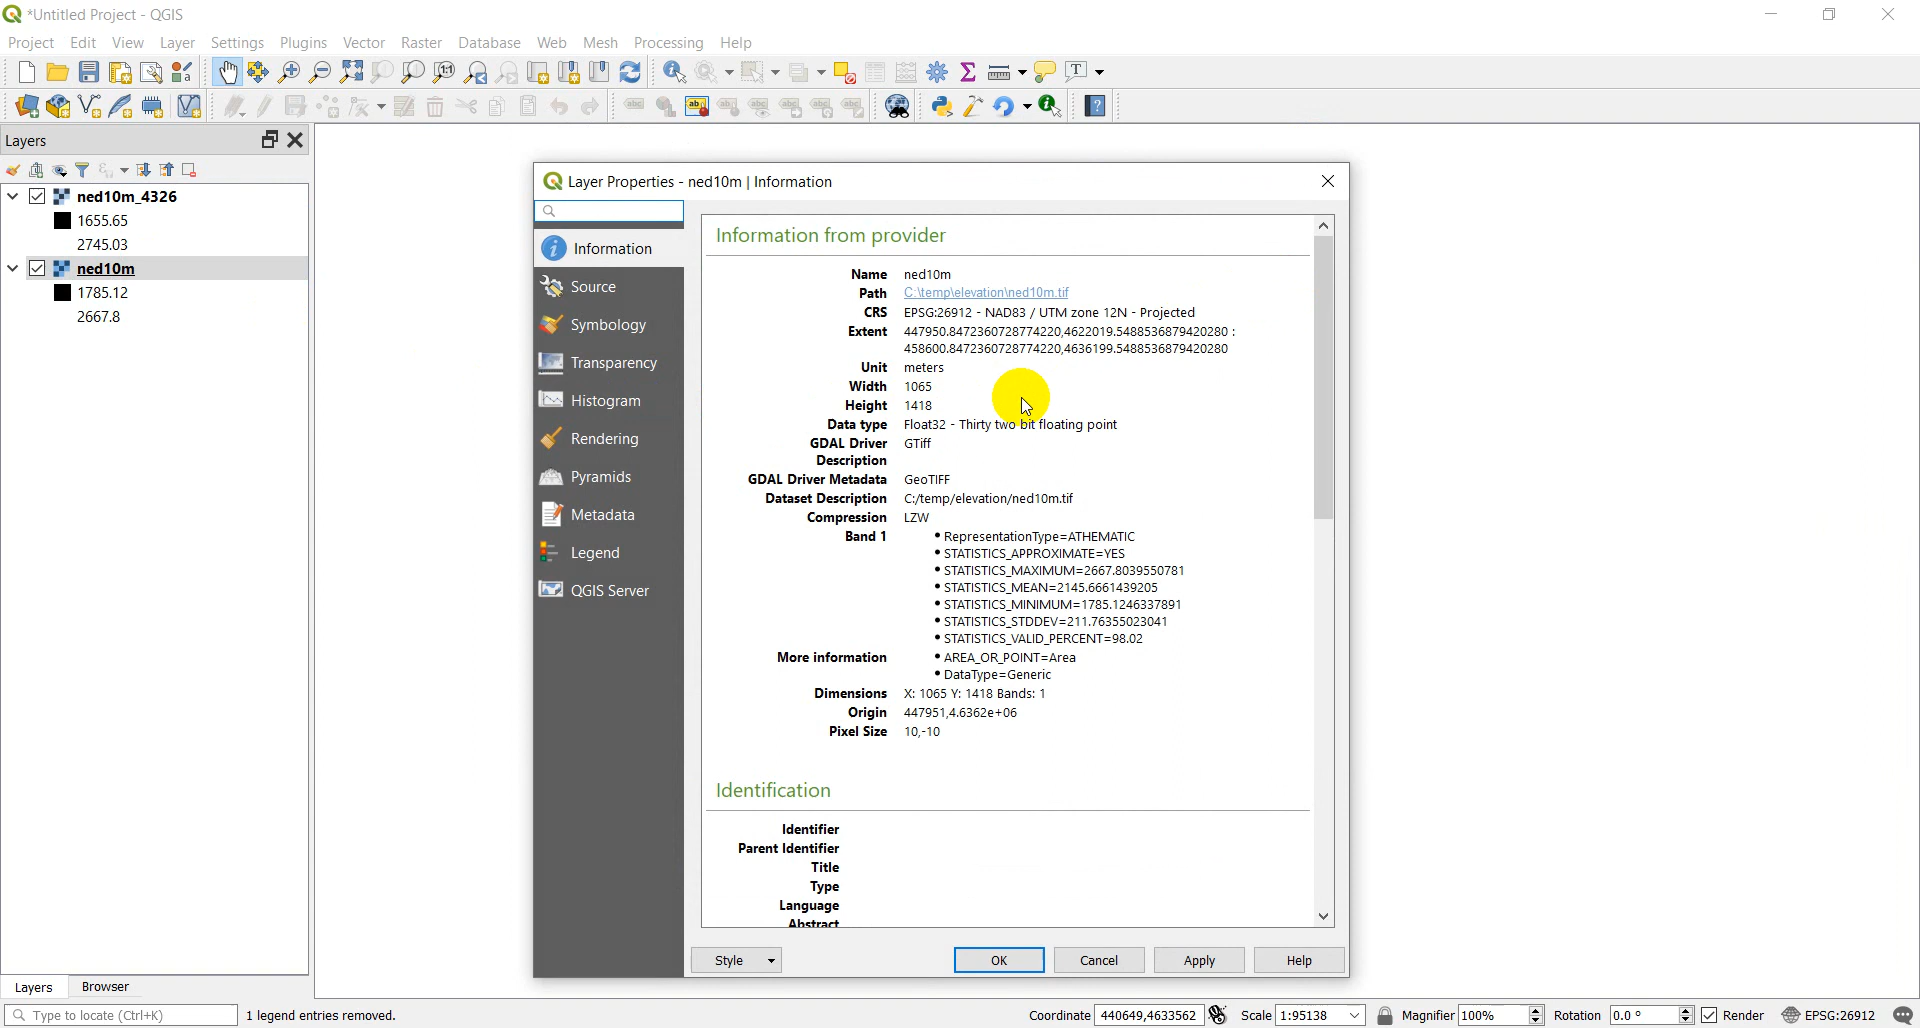 *Untitled Project - QGIS
Project Edit View Layer Settings Plugins Vector Raster Database Web Mesh Processing Help
Layers
ned10m_4326
1655.65
2745.03
ned10m
1785.12
2667.8
Layer Properties - ned10m | Information
Information
Source
Symbology
Transparency
Histogram
Rendering
Pyramids
Metadata
Legend
QGIS Server
Information from provider
Name ned10m
Path C:\temp\elevation\ned10m.tif
CRS EPSG:26912 - NAD83 / UTM zone 12N - Projected
Extent 447950.8472360728774220,4622019.5488536879420280 :
458600.8472360728774220,4636199.5488536879420280
Unit meters
Width 1065
Height 1418
Data type Float32 - Thirty two bit floating point
GDAL Driver GTiff
Description
GDAL Driver Metadata GeoTIFF
Dataset Description C:/temp/elevation/ned10m.tif
Compression LZW
Band 1 • RepresentationType=ATHEMATIC
• STATISTICS_APPROXIMATE=YES
• STATISTICS_MAXIMUM=2667.8039550781
• STATISTICS_MEAN=2145.6661439205
• STATISTICS_MINIMUM=1785.1246337891
• STATISTICS_STDDEV=211.76355023041
• STATISTICS_VALID_PERCENT=98.02
More information • AREA_OR_POINT=Area
• DataType=Generic
Dimensions X: 1065 Y: 1418 Bands: 1
Origin 447951,4.6362e+06
Pixel Size 10,-10
Identification
Identifier
Parent Identifier
Title
Type
Language
Abstract
Style OK Cancel Apply Help
Layers Browser
Type to locate (Ctrl+K) 1 legend entries removed. Coordinate 440649,4633562 Scale 1:95138 Magnifier 100% Rotation 0.0 ° Render EPSG:26912